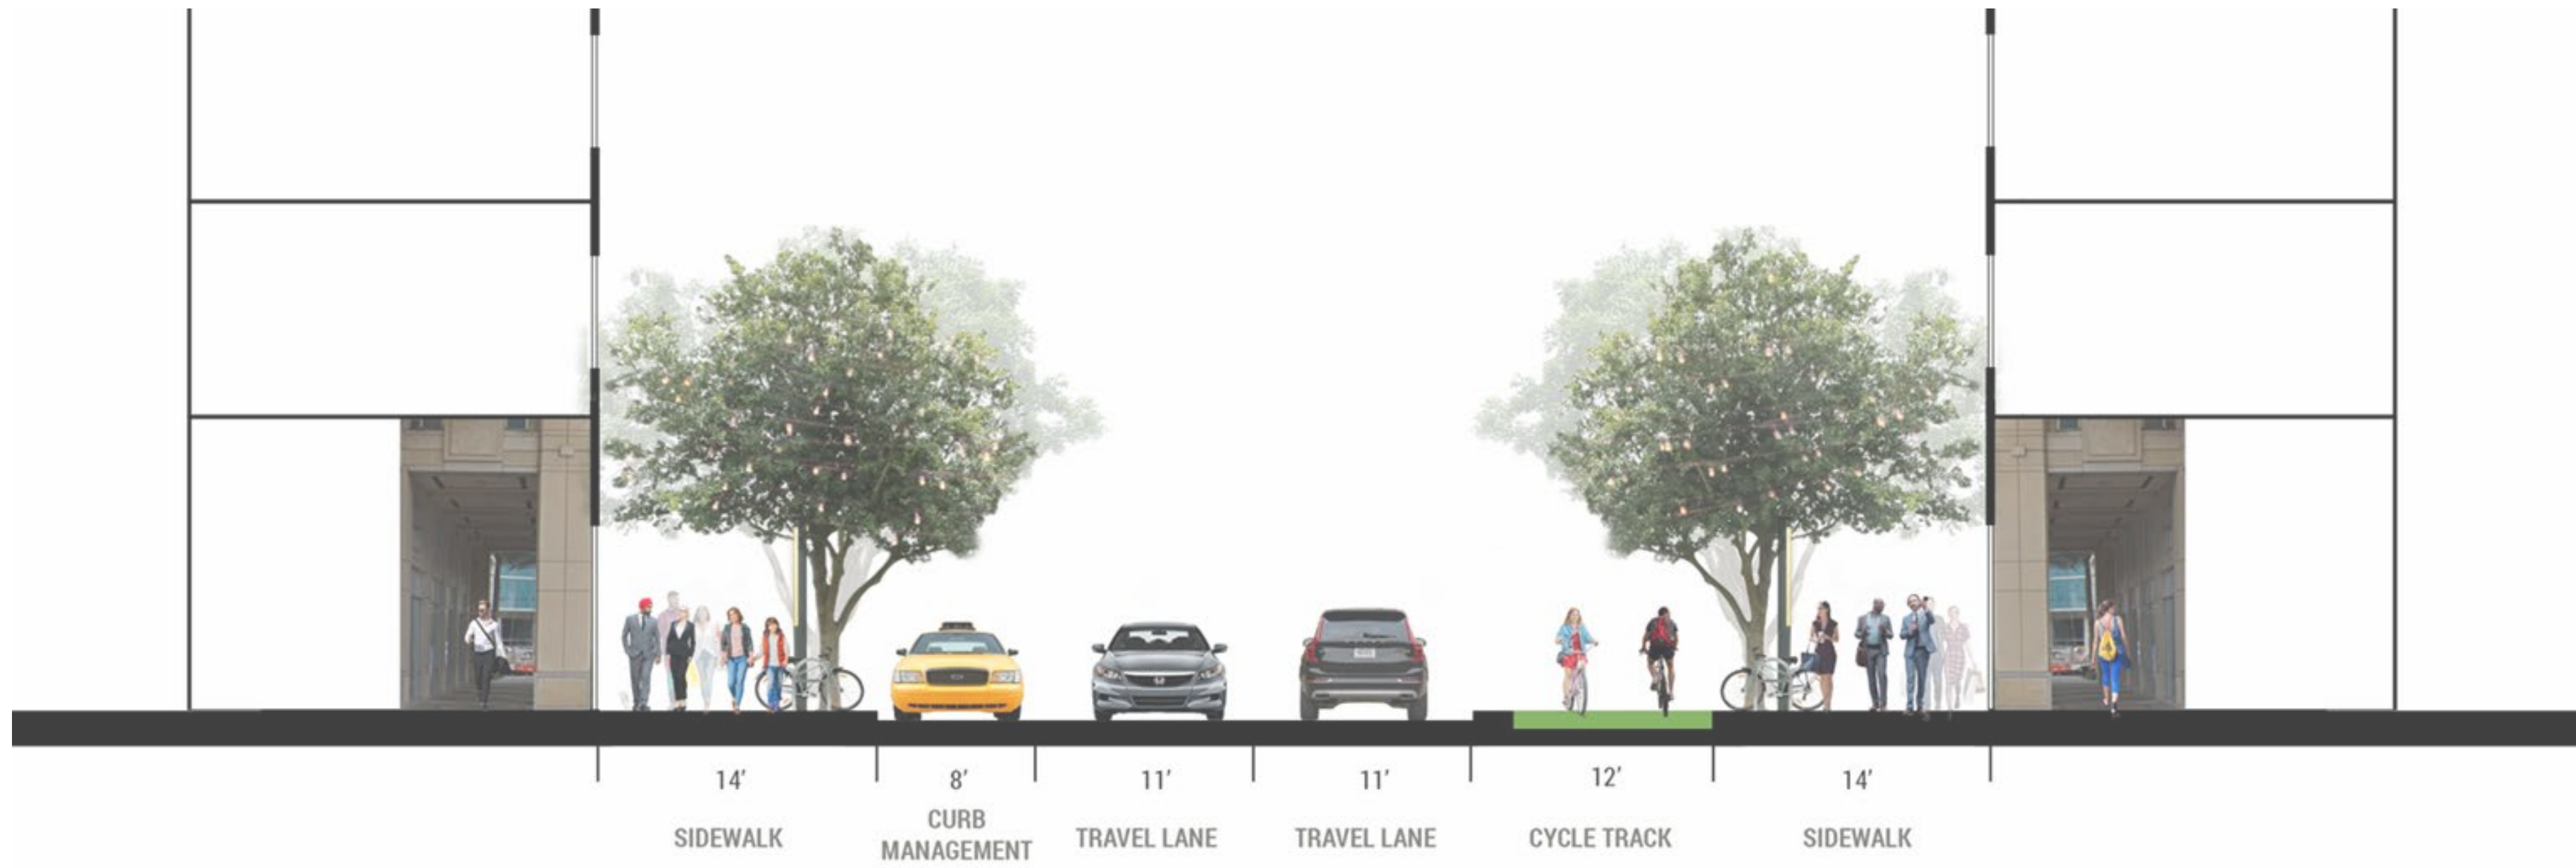 14’
8’
11’
11’
12’
14’
SIDEWALK
CURB
MANAGEMENT
TRAVEL LANE
TRAVEL LANE
CYCLE TRACK
SIDEWALK